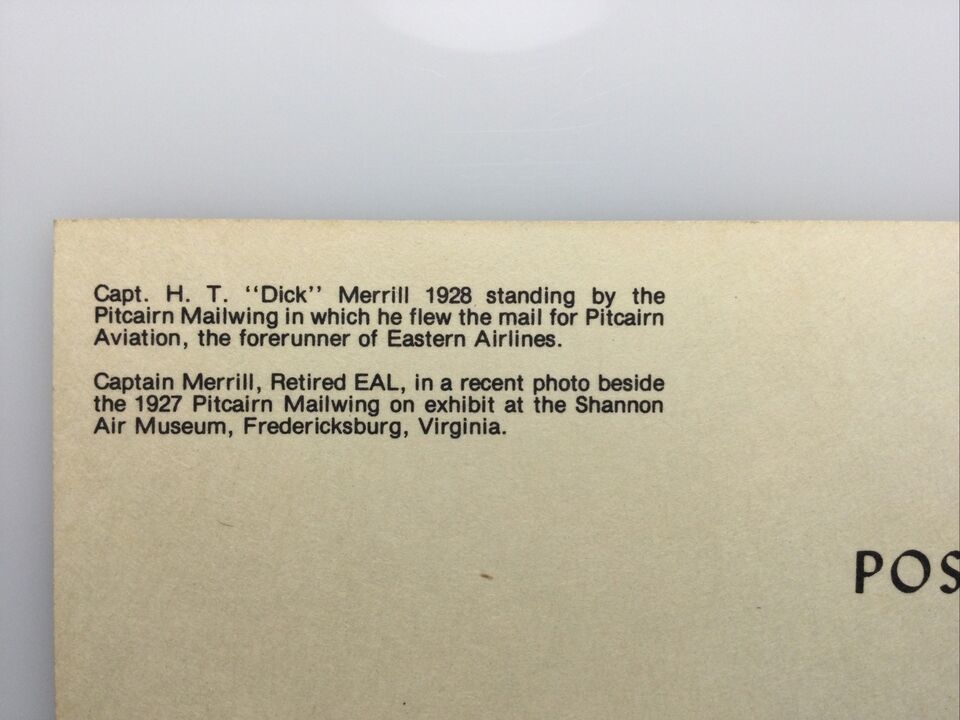 Capt. H. T. ‘‘Dick’’ Merrill 1928 standing by the
Pitcairn Mailwing in which he flew the mail for Pitcairn
Aviation, the forerunner of Eastern Airlines.
Captain Merrill, Retired EAL, in a recent photo beside
the 1927 Pitcairn Mailwing on exhibit at the Shannon
Air Museum, Fredericksburg, Virginia.
POS